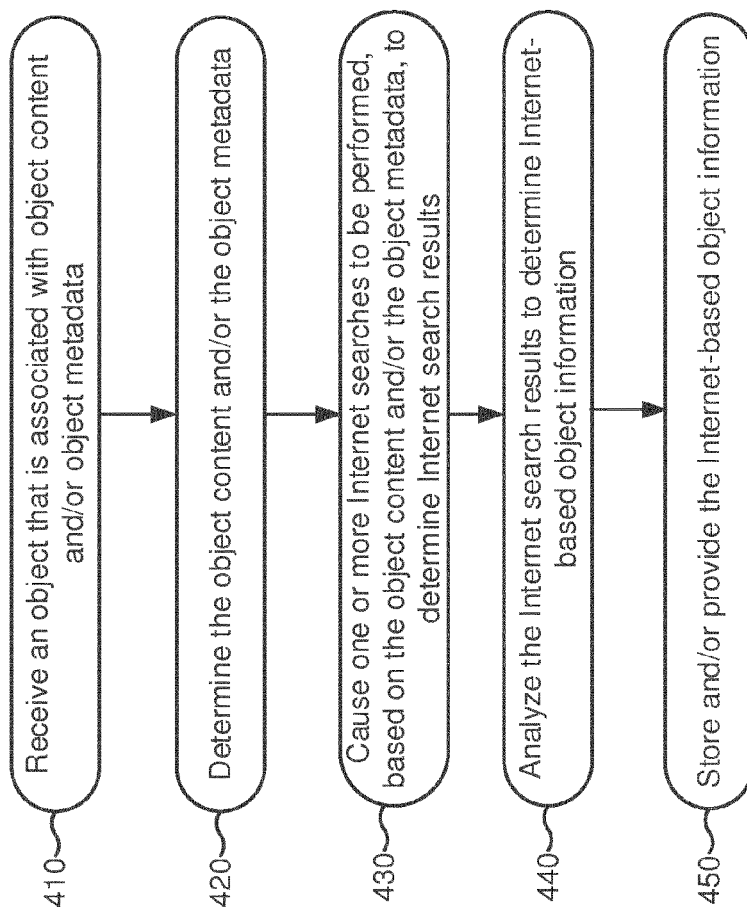 410
Receive an object that is associated with object content
and/or object metadata
420
Determine the object content and/or the object metadata
430
Cause one or more Internet searches to be performed,
based on the object content and/or the object metadata, to
determine Internet search results
440
Analyze the Internet search results to determine Internet-
based object information
450
Store and/or provide the Internet-based object information